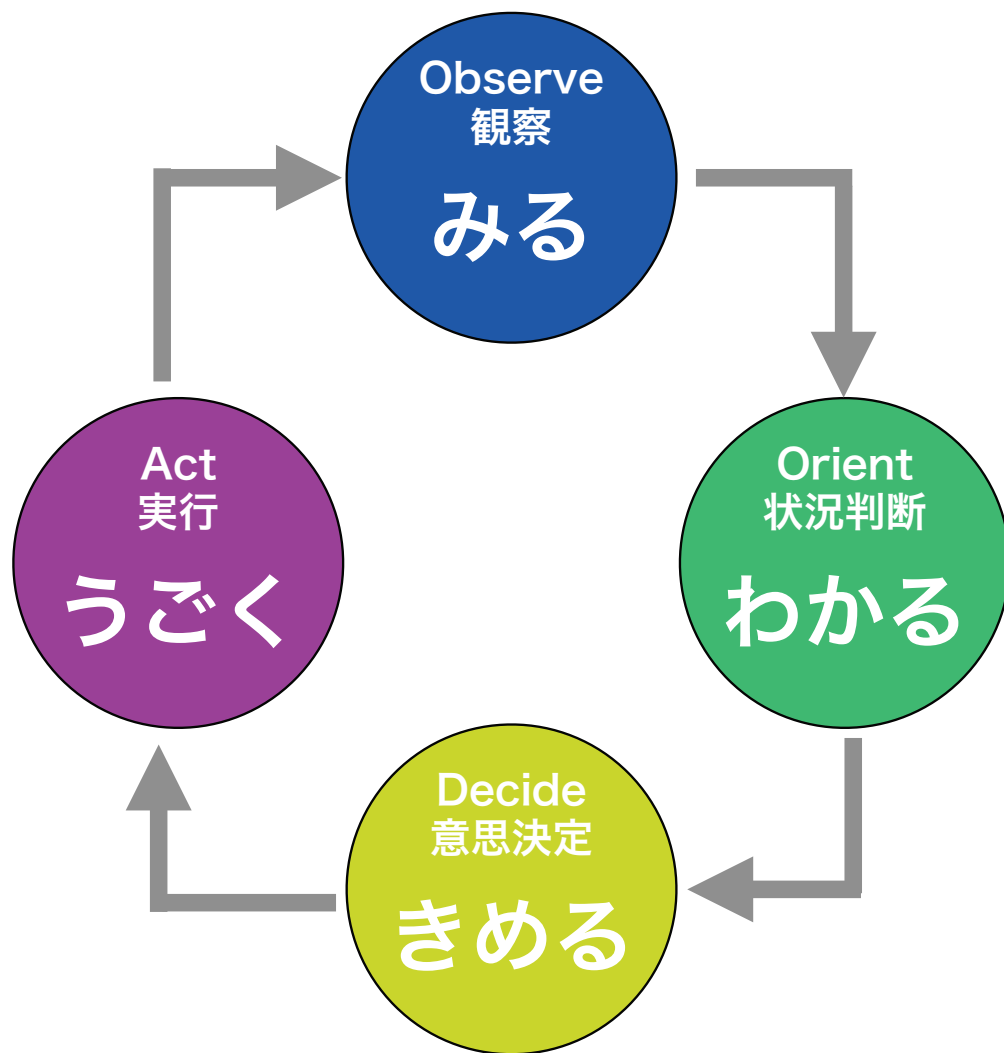 Observe
観察
みる
Orient
状況判断
わかる
Decide
意思決定
きめる
Act
実行
うごく